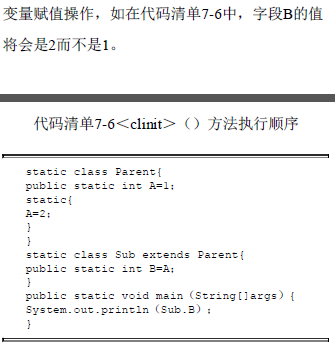 变量赋值操作，如在代码清单7-6中，字段B的值
将会是2而不是1。
代码清单7-6＜clinit＞（）方法执行顺序
static class Parent{
public static int A=1;
static{
A=2;
}
}
static class Sub extends Parent{
public static int B=A;
}
public static void main（String[]args）{
System.out.println（Sub.B）;
}